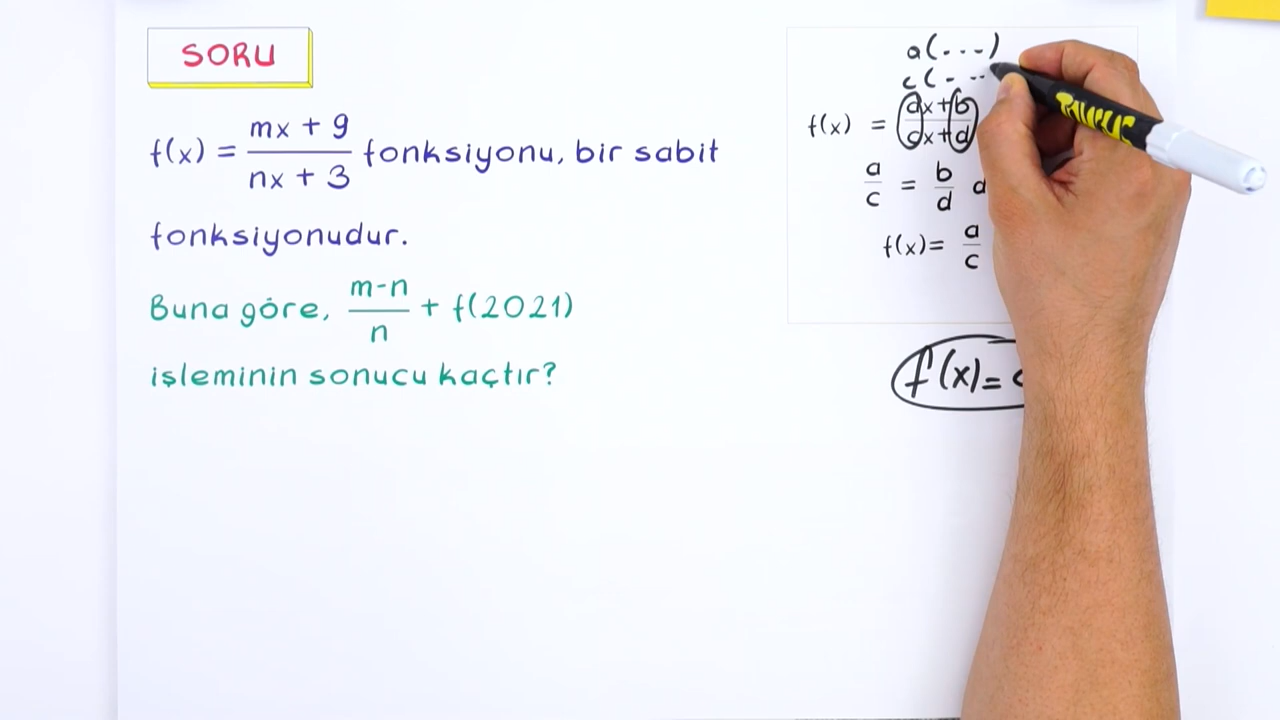 SORU
f(x) = mx + 9 / nx + 3 fonksiyonu, bir sabit
fonksiyonudur.
Buna göre, m-n / n + f(2021)
işleminin sonucu kaçtır?
a(...)
c(...
f(x) = ax+b / cx+d
a/c = b/d
f(x)= a/c
f(x)=